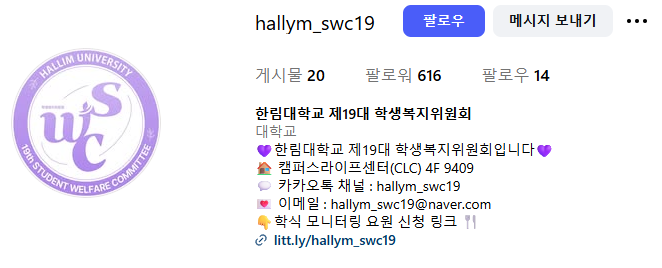 hallym_swc19 팔로우 메시지 보내기
게시물 20 팔로워 616 팔로우 14
한림대학교 제19대 학생복지위원회
대학교
💜한림대학교 제19대 학생복지위원회입니다💜
🏠 캠퍼스라이프센터(CLC) 4F 9409
💬 카카오톡 채널 : hallym_swc19
💌 이메일 : hallym_swc19@naver.com
👇학식 모니터링 요원 신청 링크 🍴
litt.ly/hallym_swc19
HALLIM UNIVERSITY
SWC
19th STUDENT WELFARE COMMITTEE